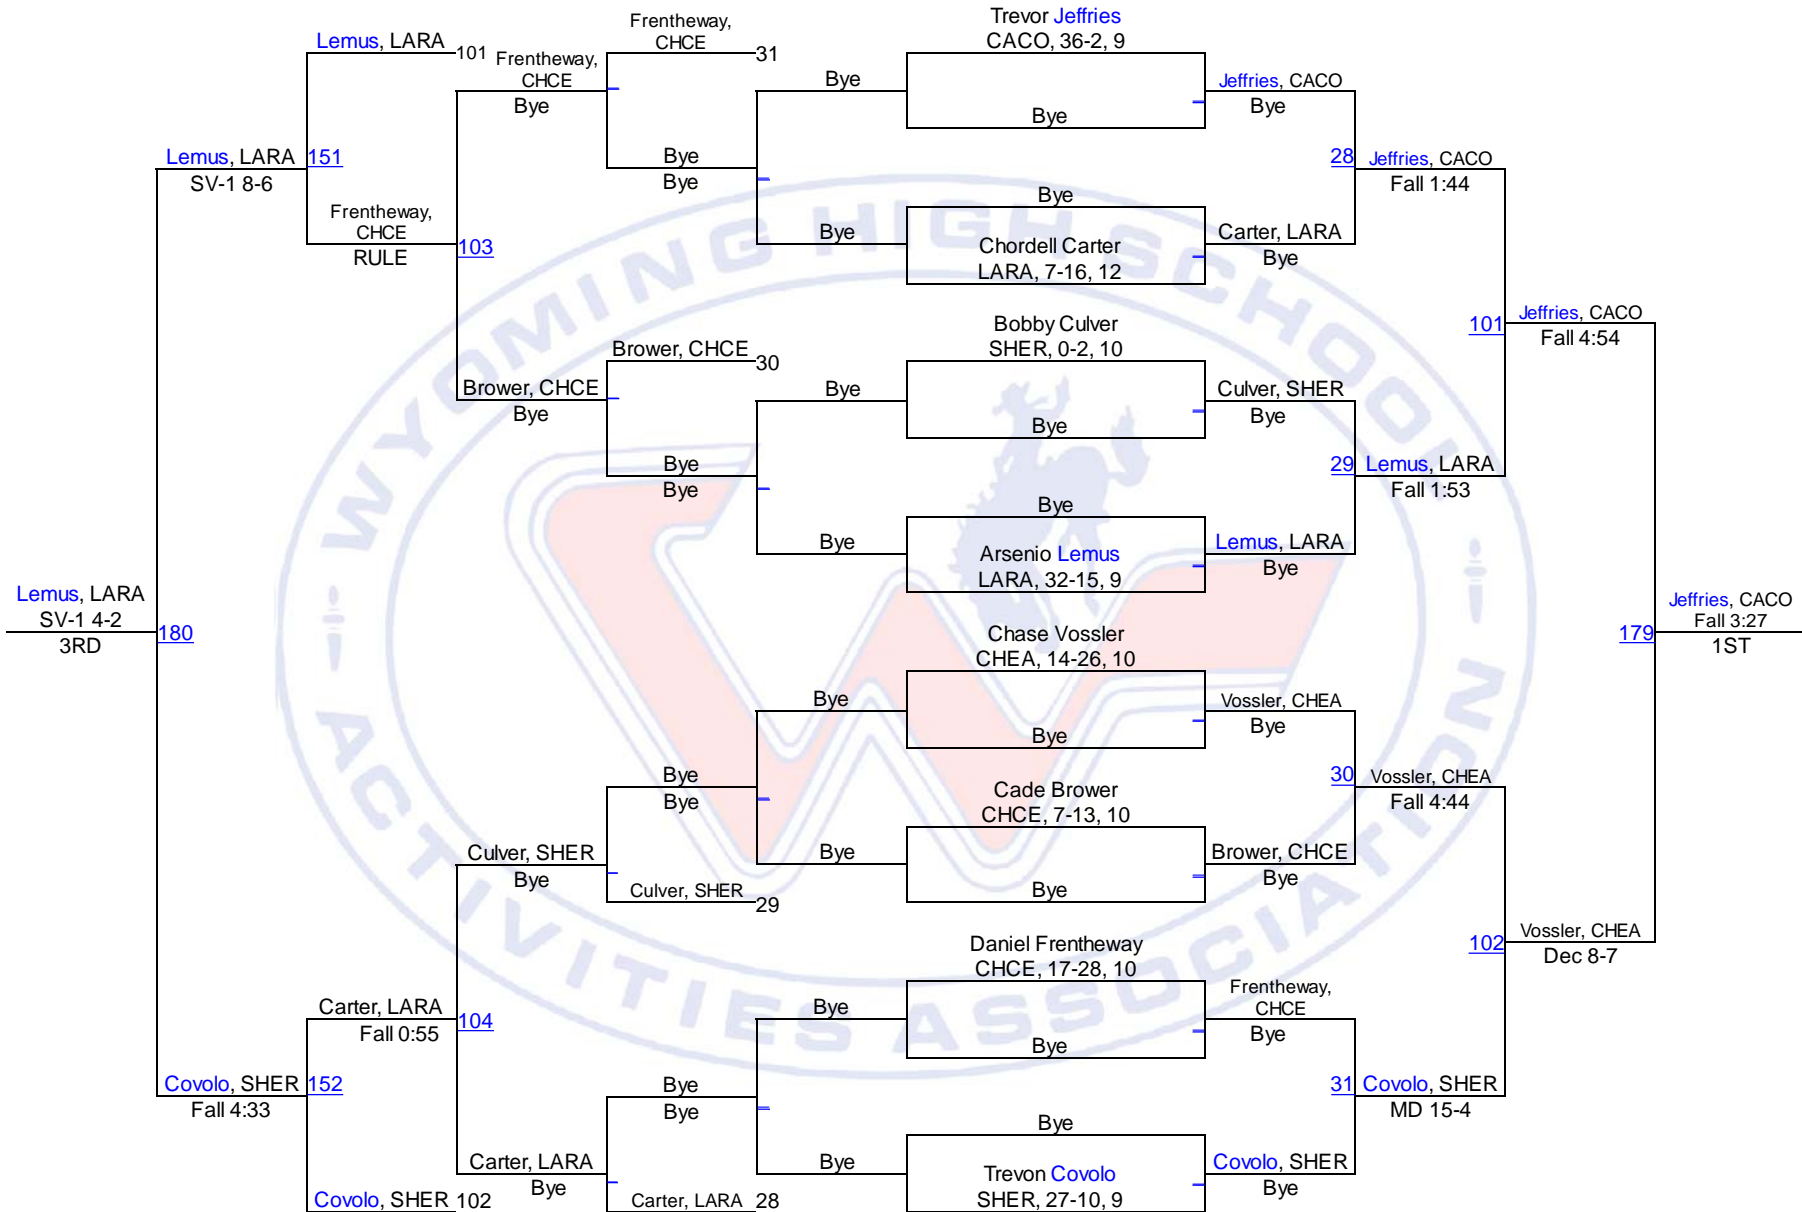 Lemus, LARA
101
Lemus, LARA
SV-1 8-6
151
Frentheway,
CHCE
RULE
103
Frentheway,
CHCE
Bye
Frentheway,
CHCE
31
Bye
Bye
Brower, CHCE
Bye
Brower, CHCE
30
Bye
Bye
Lemus, LARA
SV-1 4-2
3RD
180
Culver, SHER
Bye
Bye
Bye
Culver, SHER
29
Carter, LARA
Fall 0:55
104
Covolo, SHER
Fall 4:33
152
Covolo, SHER 102
Carter, LARA
Bye
Bye
Bye
Carter, LARA 28
Bye
Bye
Bye
Bye
Bye
Bye
Bye
Bye
Trevor Jeffries
CACO, 36-2, 9
Bye
Bye
Chordell Carter
LARA, 7-16, 12
Bobby Culver
SHER, 0-2, 10
Bye
Bye
Arsenio Lemus
LARA, 32-15, 9
Chase Vossler
CHEA, 14-26, 10
Bye
Cade Brower
CHCE, 7-13, 10
Bye
Daniel Frentheway
CHCE, 17-28, 10
Bye
Bye
Trevon Covolo
SHER, 27-10, 9
Jeffries, CACO
Bye
Carter, LARA
Bye
Culver, SHER
Bye
Lemus, LARA
Bye
Vossler, CHEA
Bye
Brower, CHCE
Bye
Frentheway,
CHCE
Bye
Covolo, SHER
Bye
28
Jeffries, CACO
Fall 1:44
29
Lemus, LARA
Fall 1:53
30
Vossler, CHEA
Fall 4:44
31
Covolo, SHER
MD 15-4
101
Jeffries, CACO
Fall 4:54
102
Vossler, CHEA
Dec 8-7
179
Jeffries, CACO
Fall 3:27
1ST
WYOMING HIGH SCHOOL
ACTIVITIES ASSOCIATION